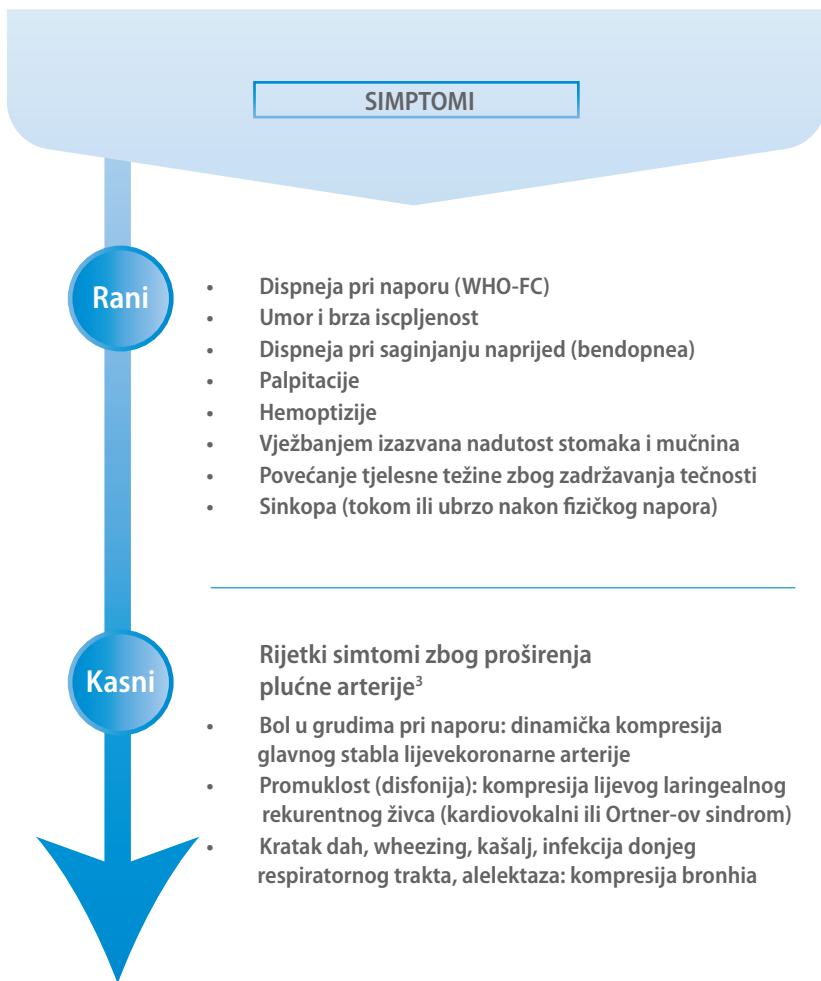 SIMPTOMI
Rani
• Dispneja pri naporu (WHO-FC)
• Umor i brza iscpljenost
• Dispneja pri saginjanju naprijed (bendopnea)
• Palpitacije
• Hemoptizije
• Vježbanjem izazvana nadutost stomaka i mučnina
• Povećanje tjelesne težine zbog zadržavanja tečnosti
• Sinkopa (tokom ili ubrzo nakon fizičkog napora)
Kasni
Rijetki simtomi zbog proširenja
plućne arterije³
• Bol u grudima pri naporu: dinamička kompresija
glavnog stabla lijevekoronarne arterije
• Promuklost (disfonija): kompresija lijevog laringealnog
rekurentnog živca (kardiovokalni ili Ortner-ov sindrom)
• Kratak dah, wheezing, kašalj, infekcija donjeg
respiratornog trakta, alelektaza: kompresija bronhia